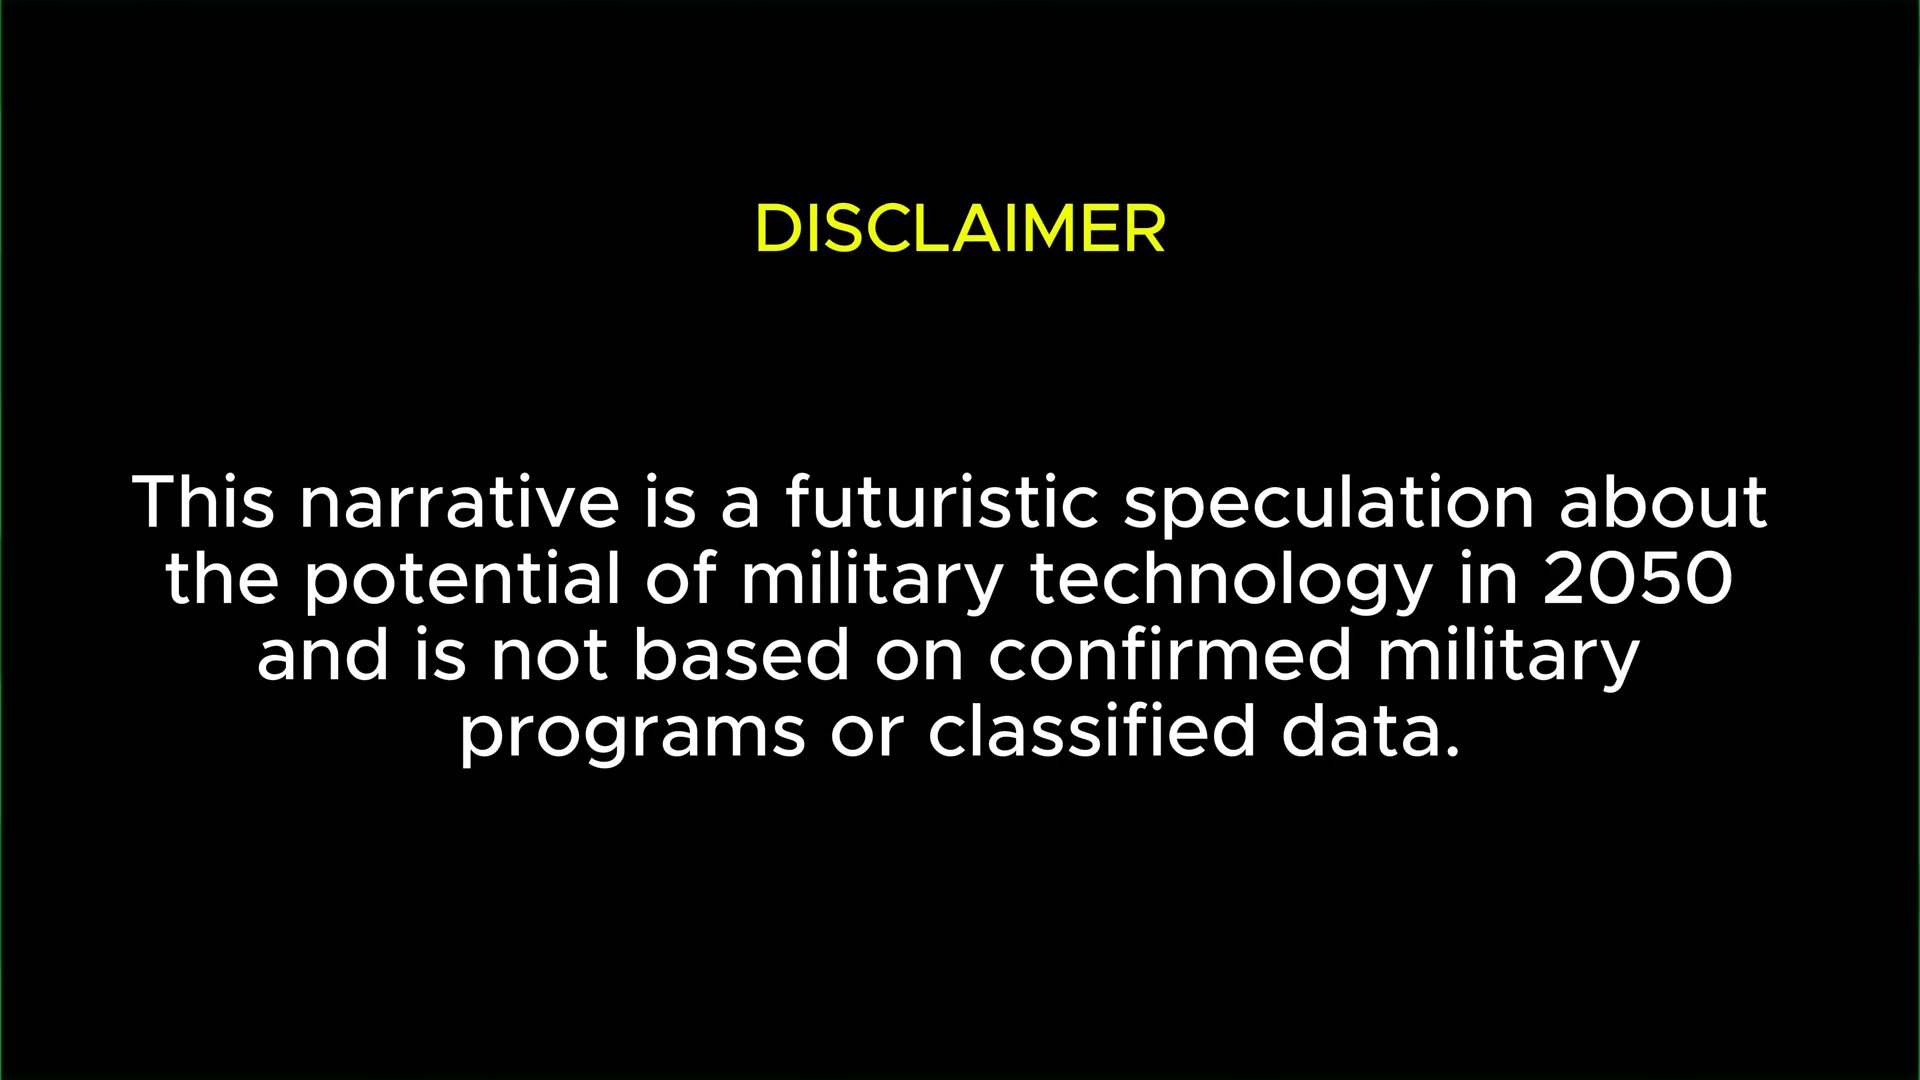 DISCLAIMER
This narrative is a futuristic speculation about
the potential of military technology in 2050
and is not based on confirmed military
programs or classified data.